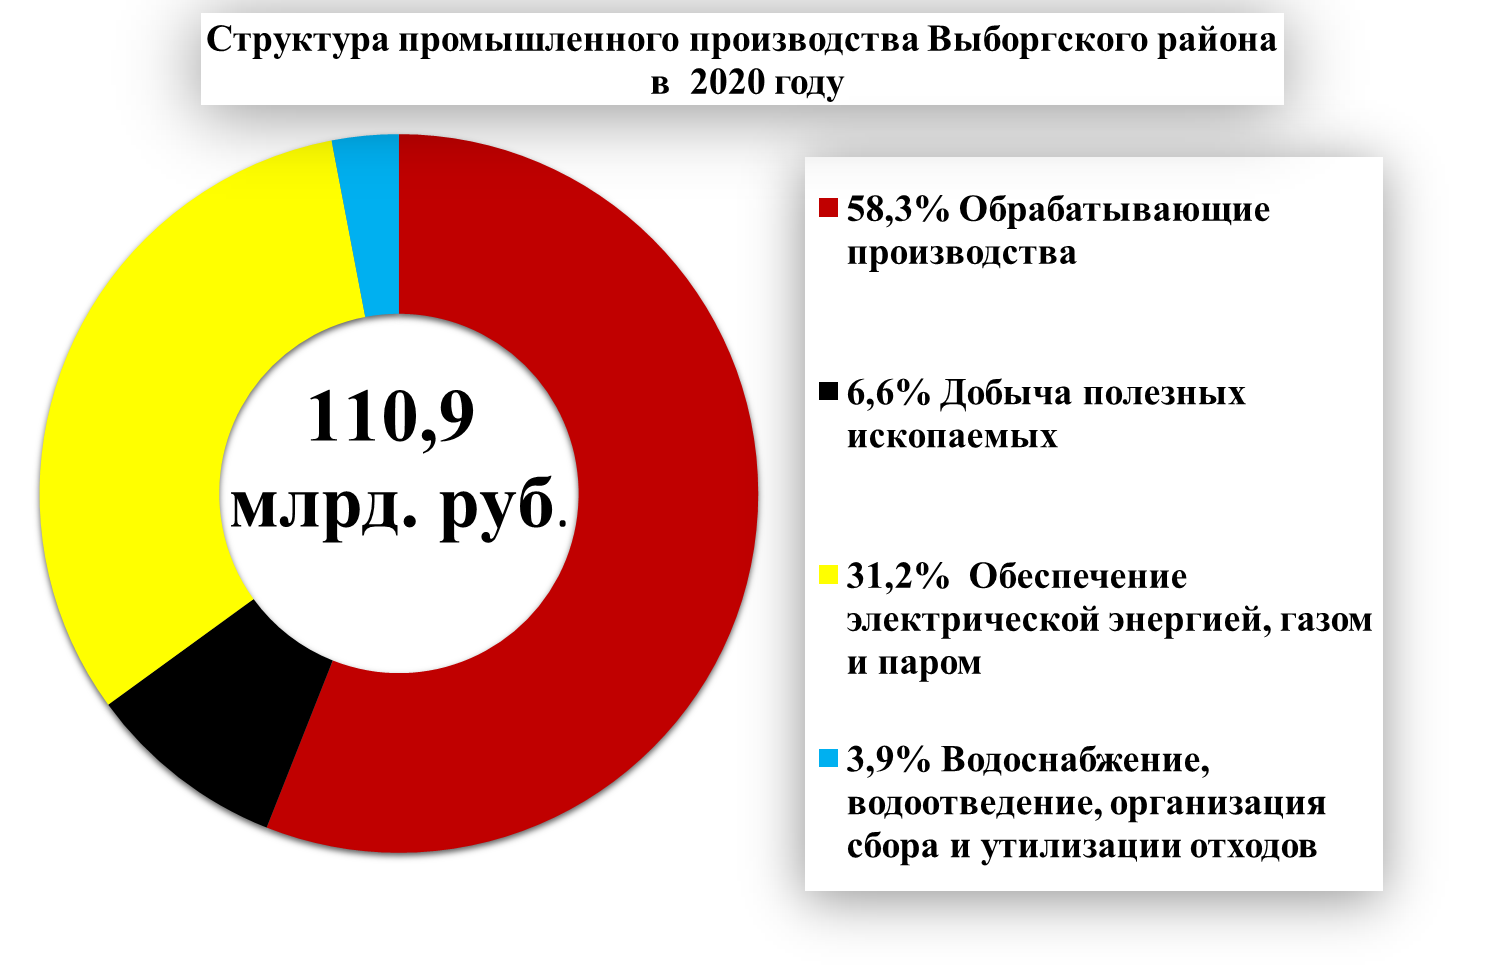 Структура промышленного производства Выборгского района
в  2020 году
110,9
млрд. руб.
58,3% Обрабатывающие
производства
6,6% Добыча полезных
ископаемых
31,2%  Обеспечение
электрической энергией, газом
и паром
3,9% Водоснабжение,
водоотведение, организация
сбора и утилизации отходов